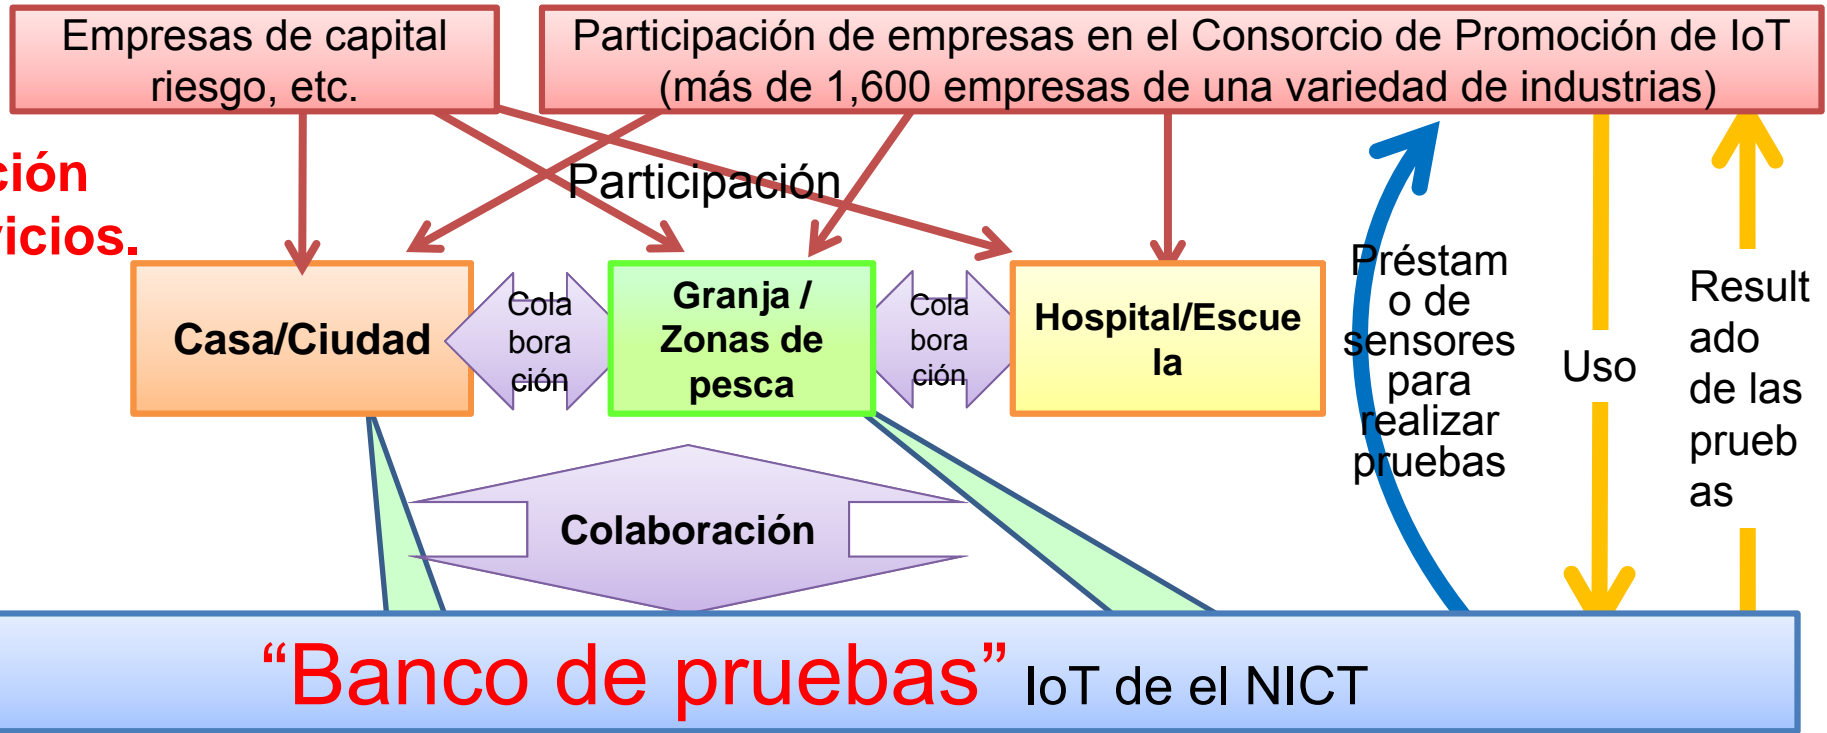 Empresas de capital
riesgo, etc.
Participación de empresas en el Consorcio de Promoción de IoT
(más de 1,600 empresas de una variedad de industrias)
ción
vicios.
Participación
Casa/Ciudad
Cola
bora
ción
Granja /
Zonas de
pesca
Cola
bora
ción
Hospital/Escue
la
Préstam
o de
sensores
para
realizar
pruebas
Uso
Result
ado
de las
prueb
as
Colaboración
“Banco de pruebas” IoT de el NICT